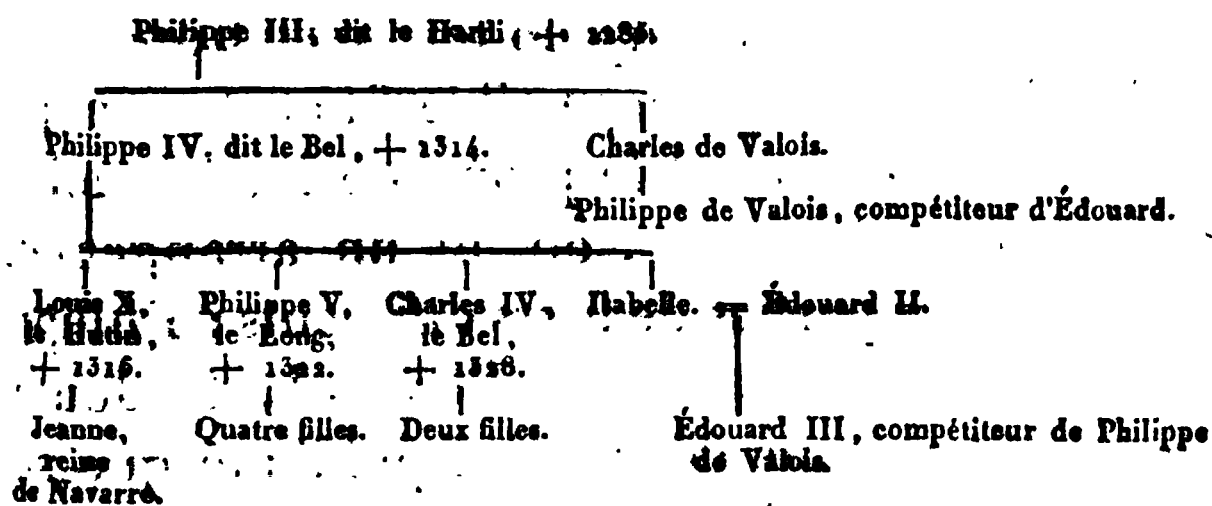 Philippe III, dit le Hardi, + 1285.
Philippe IV, dit le Bel, + 1314. Charles de Valois.
Philippe de Valois, compétiteur d'Édouard.
Louis X, Philippe V, Charles IV, Isabelle. = Édouard II.
le Hutin, le Long, le Bel,
+ 1316. + 1322. + 1328.
Jeanne, Quatre filles. Deux filles. Édouard III, compétiteur de Philippe
reine de Valois.
de Navarre.